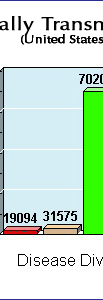 ally Transm
(United States
7020
31575
19094
Disease Div